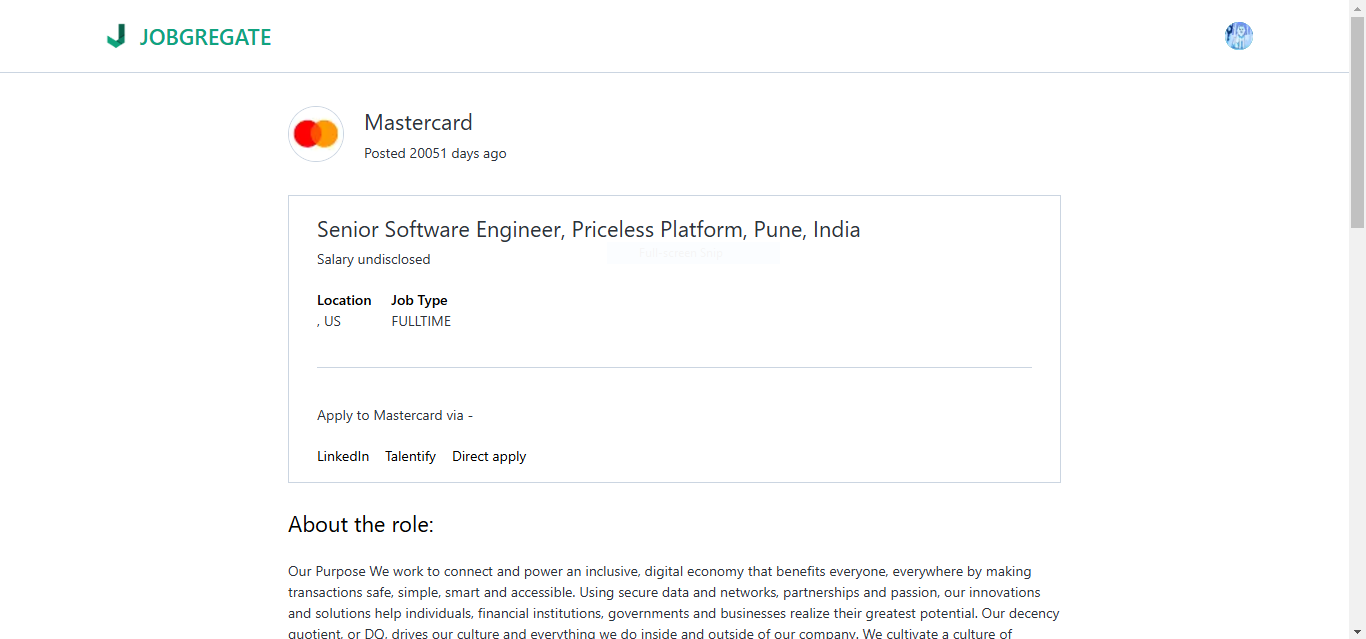 JOBGREGATE
Mastercard
Posted 20051 days ago
Senior Software Engineer, Priceless Platform, Pune, India
Full-screen Snip
Salary undisclosed
Location Job Type
, US FULLTIME
Apply to Mastercard via -
LinkedIn Talentify Direct apply
About the role:
Our Purpose We work to connect and power an inclusive, digital economy that benefits everyone, everywhere by making
transactions safe, simple, smart and accessible. Using secure data and networks, partnerships and passion, our innovations
and solutions help individuals, financial institutions, governments and businesses realize their greatest potential. Our decency
quotient, or DQ, drives our culture and everything we do inside and outside of our company. We cultivate a culture of